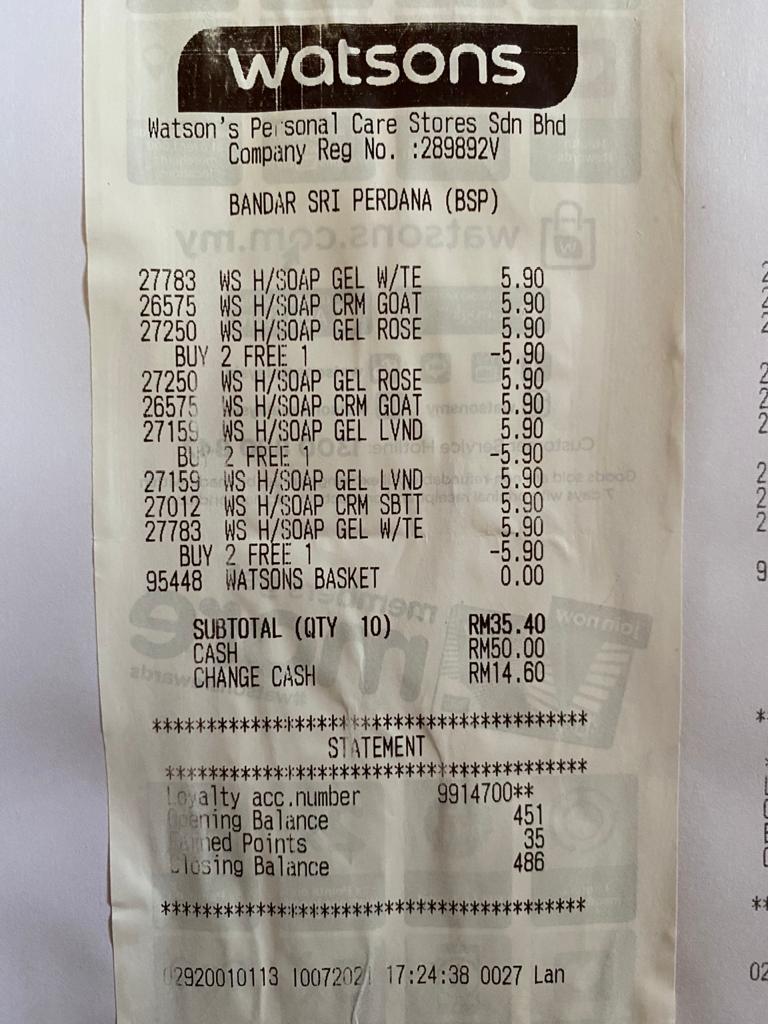 watsons
Watson's Personal Care Stores Sdn Bhd
Company Reg No. :289892V
BANDAR SRI PERDANA (BSP)
27783 WS H/SOAP GEL W/TE 5.90
26575 WS H/SOAP CRM GOAT 5.90
27250 WS H/SOAP GEL ROSE 5.90
BUY 2 FREE 1 -5.90
27250 WS H/SOAP GEL ROSE 5.90
26575 WS H/SOAP CRM GOAT 5.90
27159 WS H/SOAP GEL LVND 5.90
BUY 2 FREE 1 -5.90
27159 WS H/SOAP GEL LVND 5.90
27012 WS H/SOAP CRM SBTT 5.90
27783 WS H/SOAP GEL W/TE 5.90
BUY 2 FREE 1 -5.90
95448 WATSONS BASKET 0.00
SUBTOTAL (QTY 10) RM35.40
CASH RM50.00
CHANGE CASH RM14.60
****************************************
STATEMENT
****************************************
Loyalty acc.number 9914700**
Opening Balance 451
Earned Points 35
Closing Balance 486
****************************************
02920010113 10072021 17:24:38 0027 Lan